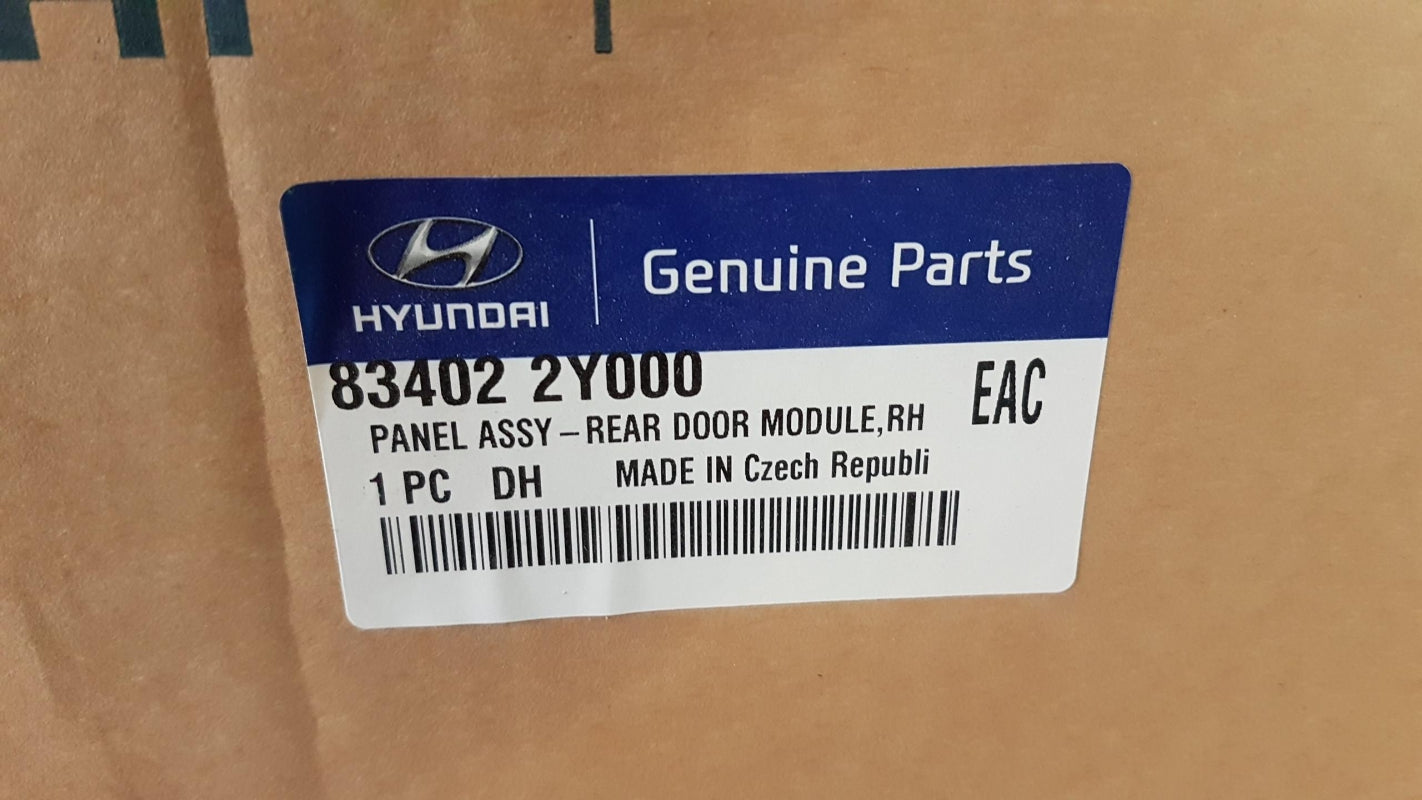 HYUNDAI
Genuine Parts
83402 2Y000
EAC
PANEL ASSY-REAR DOOR MODULE,RH
1 PC DH MADE IN Czech Republi